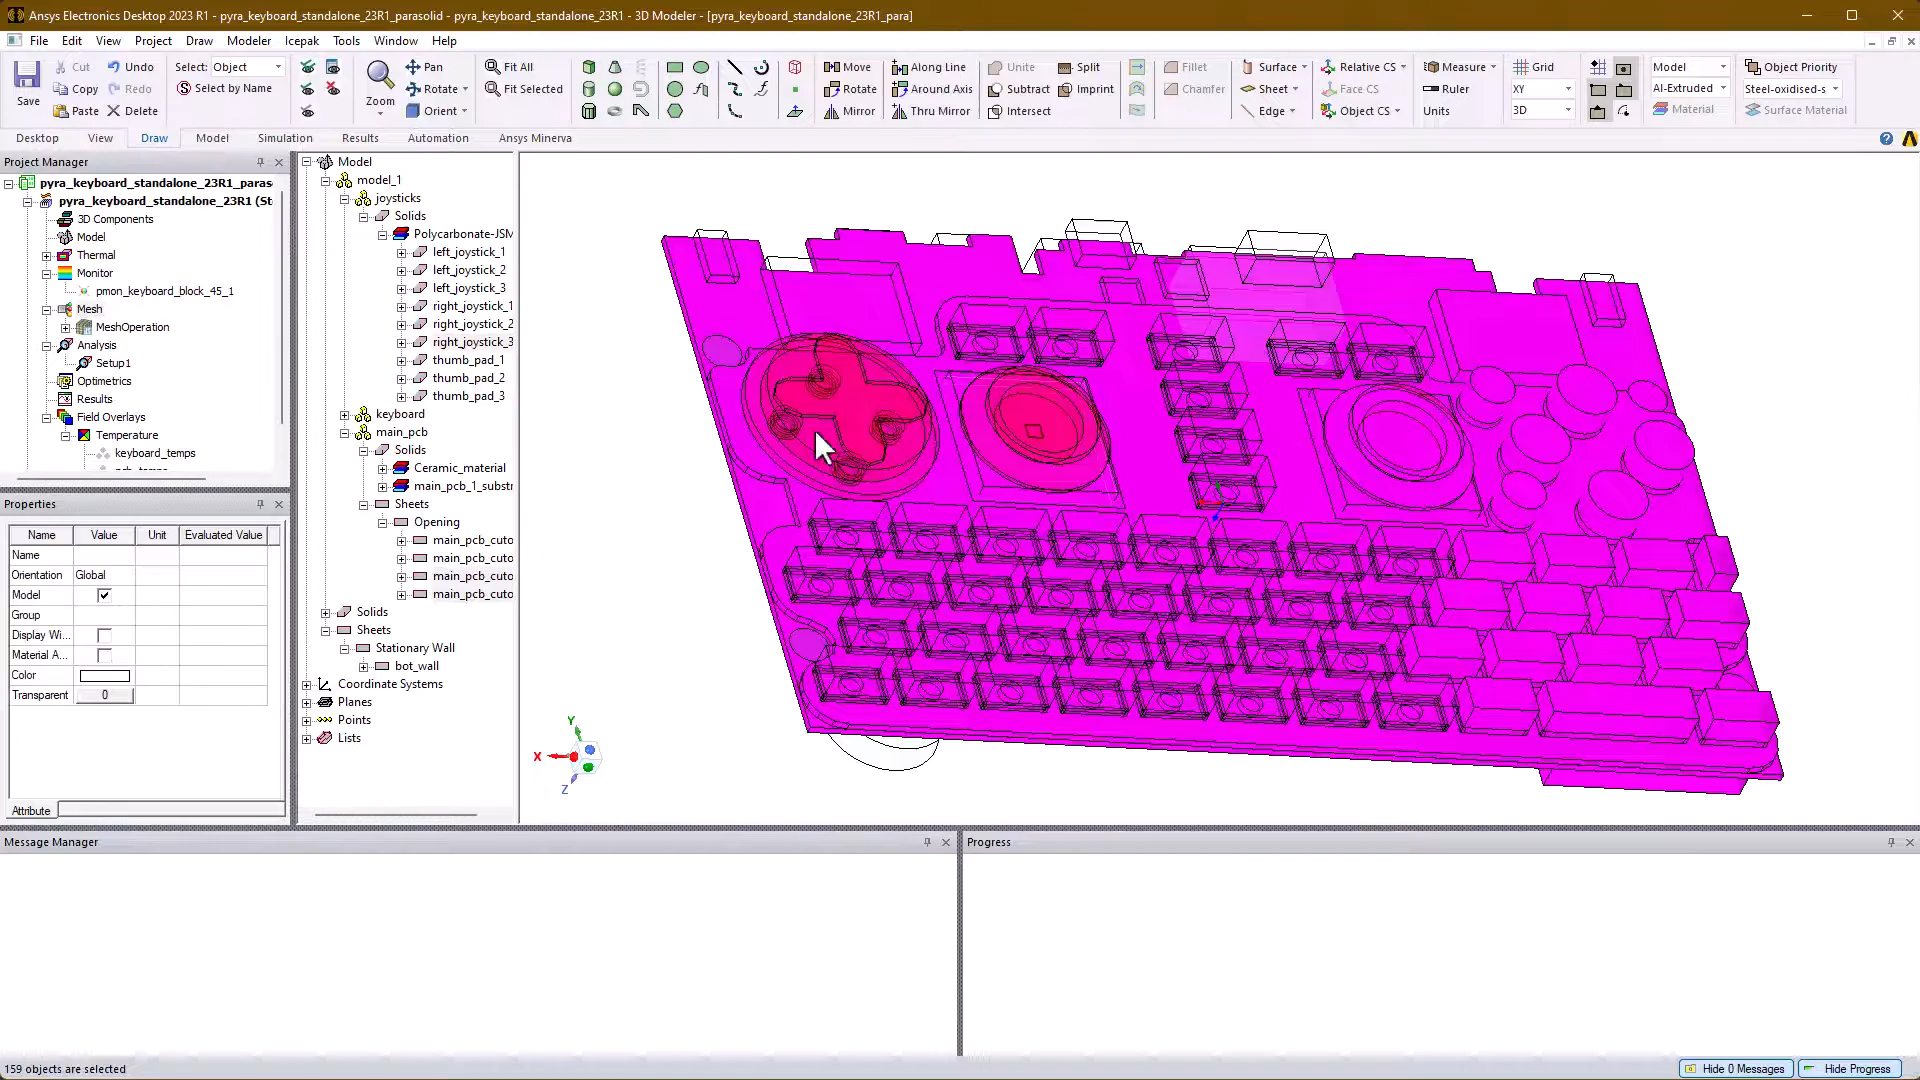 Ansys Electronics Desktop 2023 R1 - pyra_keyboard_standalone_23R1_parasolid - pyra_keyboard_standalone_23R1 - 3D Modeler - [pyra_keyboard_standalone_23R1_para]
File Edit View Project Draw Modeler Icepak Tools Window Help
Save
Cut
Copy
Paste
Undo
Redo
Delete
Select: Object
Select by Name
Zoom
Pan
Rotate
Orient
Fit All
Fit Selected
Move
Rotate
Mirror
Along Line
Around Axis
Thru Mirror
Unite
Subtract
Intersect
Split
Imprint
Fillet
Chamfer
Surface
Sheet
Edge
Relative CS
Face CS
Object CS
Measure
Ruler
Units
Grid
XY
3D
Model
Al-Extruded
Material
Object Priority
Steel-oxidised-s
Surface Material
Desktop View Draw Model Simulation Results Automation Ansys Minerva
Project Manager
pyra_keyboard_standalone_23R1_paras
pyra_keyboard_standalone_23R1 (St
3D Components
Model
Thermal
Monitor
pmon_keyboard_block_45_1
Mesh
MeshOperation
Analysis
Setup1
Optimetrics
Results
Field Overlays
Temperature
keyboard_temps
Properties
Name Value Unit Evaluated Value
Name
Orientation Global
Model
Group
Display Wi...
Material A...
Color
Transparent 0
Attribute
Model
model_1
joysticks
Solids
Polycarbonate-JSM
left_joystick_1
left_joystick_2
left_joystick_3
right_joystick_1
right_joystick_2
right_joystick_3
thumb_pad_1
thumb_pad_2
thumb_pad_3
keyboard
main_pcb
Solids
Ceramic_material
main_pcb_1_substr
Sheets
Opening
main_pcb_cuto
main_pcb_cuto
main_pcb_cuto
main_pcb_cuto
Solids
Sheets
Stationary Wall
bot_wall
Coordinate Systems
Planes
Points
Lists
Y
X
Z
Message Manager
Progress
159 objects are selected
Hide 0 Messages
Hide Progress